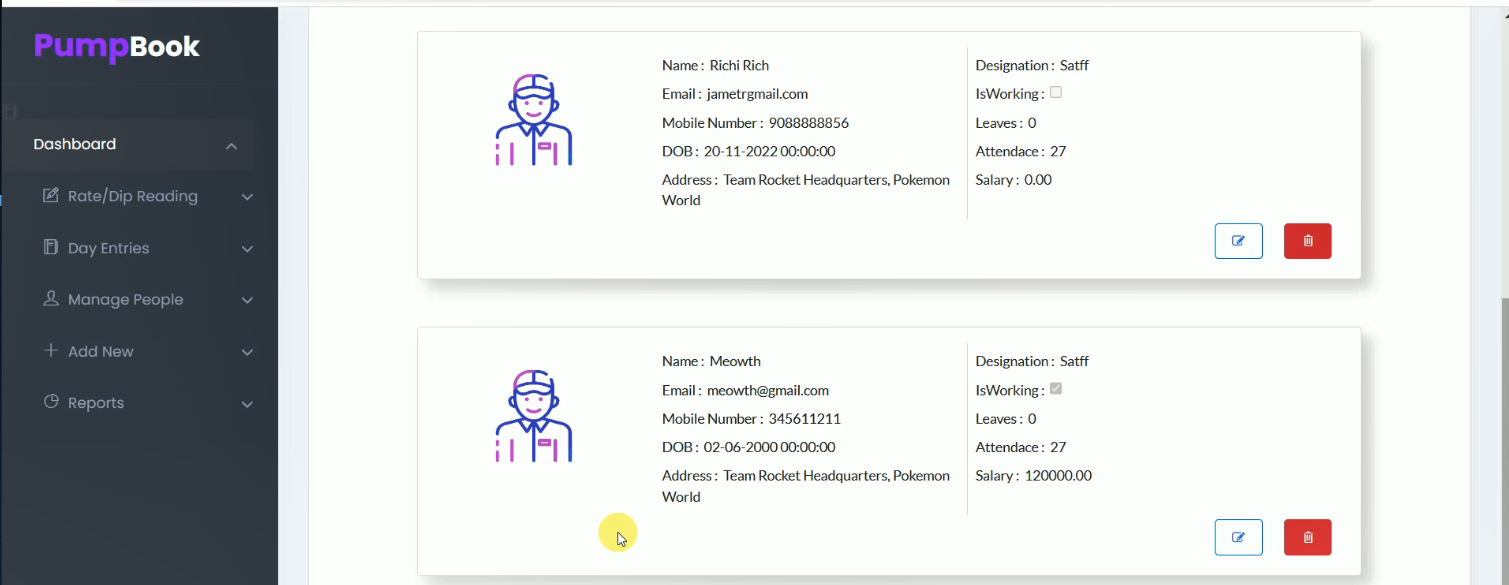 PumpBook
Dashboard
Rate/Dip Reading
Day Entries
Manage People
Add New
Reports
Name : Richi Rich
Email : jametrgmail.com
Mobile Number : 9088888856
DOB : 20-11-2022 00:00:00
Address : Team Rocket Headquarters, Pokemon
World
Designation : Satff
IsWorking :
Leaves : 0
Attendace : 27
Salary : 0.00
Name : Meowth
Email : meowth@gmail.com
Mobile Number : 345611211
DOB : 02-06-2000 00:00:00
Address : Team Rocket Headquarters, Pokemon
World
Designation : Satff
IsWorking :
Leaves : 0
Attendace : 27
Salary : 120000.00